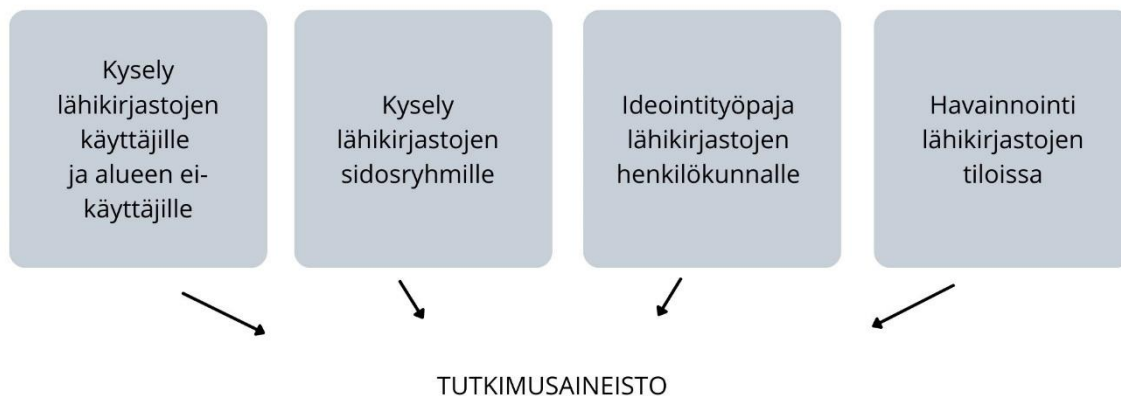 Kysely
lähikirjastojen
käyttäjille
ja alueen ei-
käyttäjille
Kysely
lähikirjastojen
sidosryhmille
Ideointityöpaja
lähikirjastojen
henkilökunnalle
Havainnointi
lähikirjastojen
tiloissa
TUTKIMUSAINEISTO